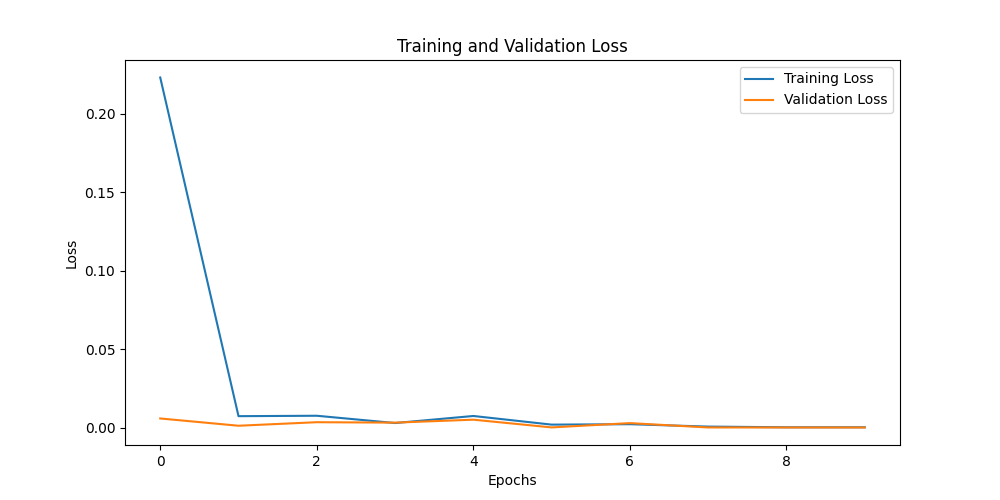 Training and Validation Loss
Training Loss
Validation Loss
0.20
0.15
0.10
0.05
0.00
Loss
0 2 4 6 8
Epochs